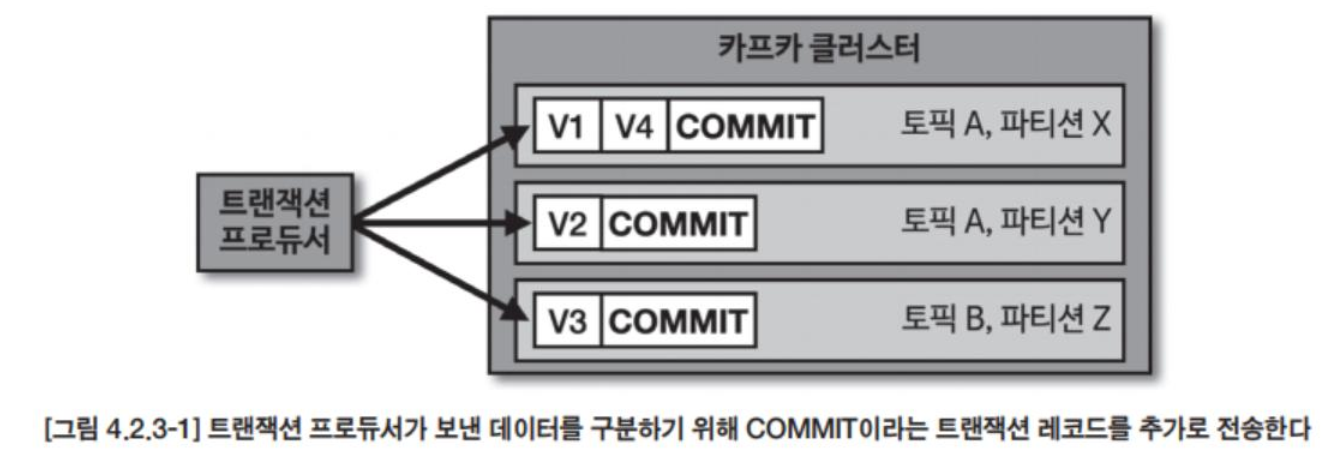 카프카 클러스터
V1 V4 COMMIT 토픽 A, 파티션 X
트랜잭션
프로듀서
V2 COMMIT 토픽 A, 파티션 Y
V3 COMMIT 토픽 B, 파티션 Z
[그림 4.2.3-1] 트랜잭션 프로듀서가 보낸 데이터를 구분하기 위해 COMMIT이라는 트랜잭션 레코드를 추가로 전송한다